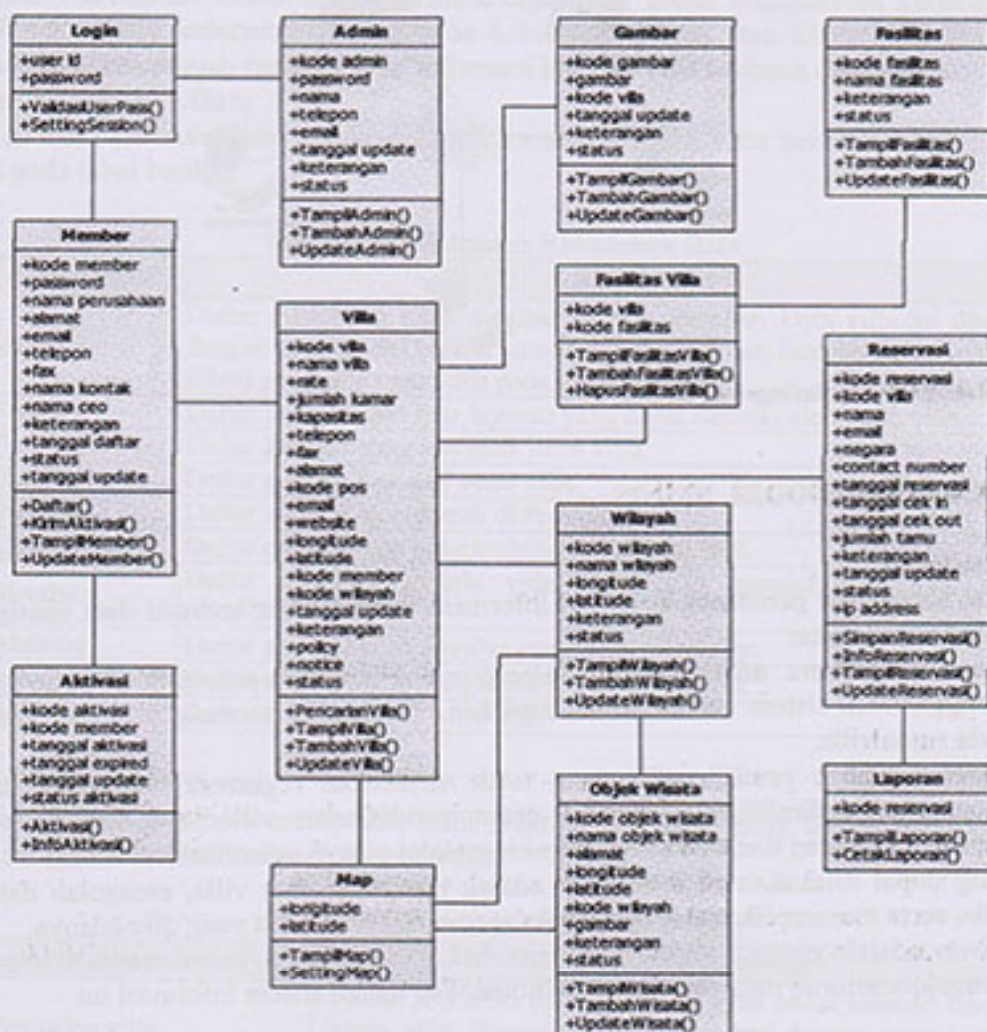 Login
+user id
+password
+ValidasiUserPass()
+SettingSession()
Admin
+kode admin
+password
+nama
+telepon
+email
+tanggal update
+keterangan
+status
+TampilAdmin()
+TambahAdmin()
+UpdateAdmin()
Gambar
+kode gambar
+gambar
+kode villa
+tanggal update
+keterangan
+status
+TampilGambar()
+TambahGambar()
+UpdateGambar()
Fasilitas
+kode fasilitas
+nama fasilitas
+keterangan
+status
+TampilFasilitas()
+TambahFasilitas()
+UpdateFasilitas()
Member
+kode member
+password
+nama perusahaan
+alamat
+email
+telepon
+fax
+nama kontak
+nama ceo
+keterangan
+tanggal daftar
+status
+tanggal update
+Daftar()
+KirimAktivasi()
+TampilMember()
+UpdateMember()
Villa
+kode villa
+nama villa
+rate
+jumlah kamar
+kapasitas
+telepon
+fax
+alamat
+kode pos
+email
+website
+longitude
+latitude
+kode member
+kode wilayah
+tanggal update
+keterangan
+policy
+notice
+status
+PencarianVilla()
+TampilVilla()
+TambahVilla()
+UpdateVilla()
Fasilitas Villa
+kode villa
+kode fasilitas
+TampilFasilitasVilla()
+TambahFasilitasVilla()
+HapusFasilitasVilla()
Reservasi
+kode reservasi
+kode villa
+nama
+email
+negara
+contact number
+tanggal reservasi
+tanggal cek in
+tanggal cek out
+jumlah tamu
+keterangan
+tanggal update
+status
+ip address
+SimpanReservasi()
+InfoReservasi()
+TampilReservasi()
+UpdateReservasi()
Wilayah
+kode wilayah
+nama wilayah
+longitude
+latitude
+keterangan
+status
+TampilWilayah()
+TambahWilayah()
+UpdateWilayah()
Aktivasi
+kode aktivasi
+kode member
+tanggal aktivasi
+tanggal expired
+tanggal update
+status aktivasi
+Aktivasi()
+InfoAktivasi()
Objek Wisata
+kode objek wisata
+nama objek wisata
+alamat
+longitude
+latitude
+kode wilayah
+gambar
+keterangan
+status
+TampilWisata()
+TambahWisata()
+UpdateWisata()
Laporan
+kode reservasi
+TampilLaporan()
+CetakLaporan()
Map
+longitude
+latitude
+TampilMap()
+SettingMap()